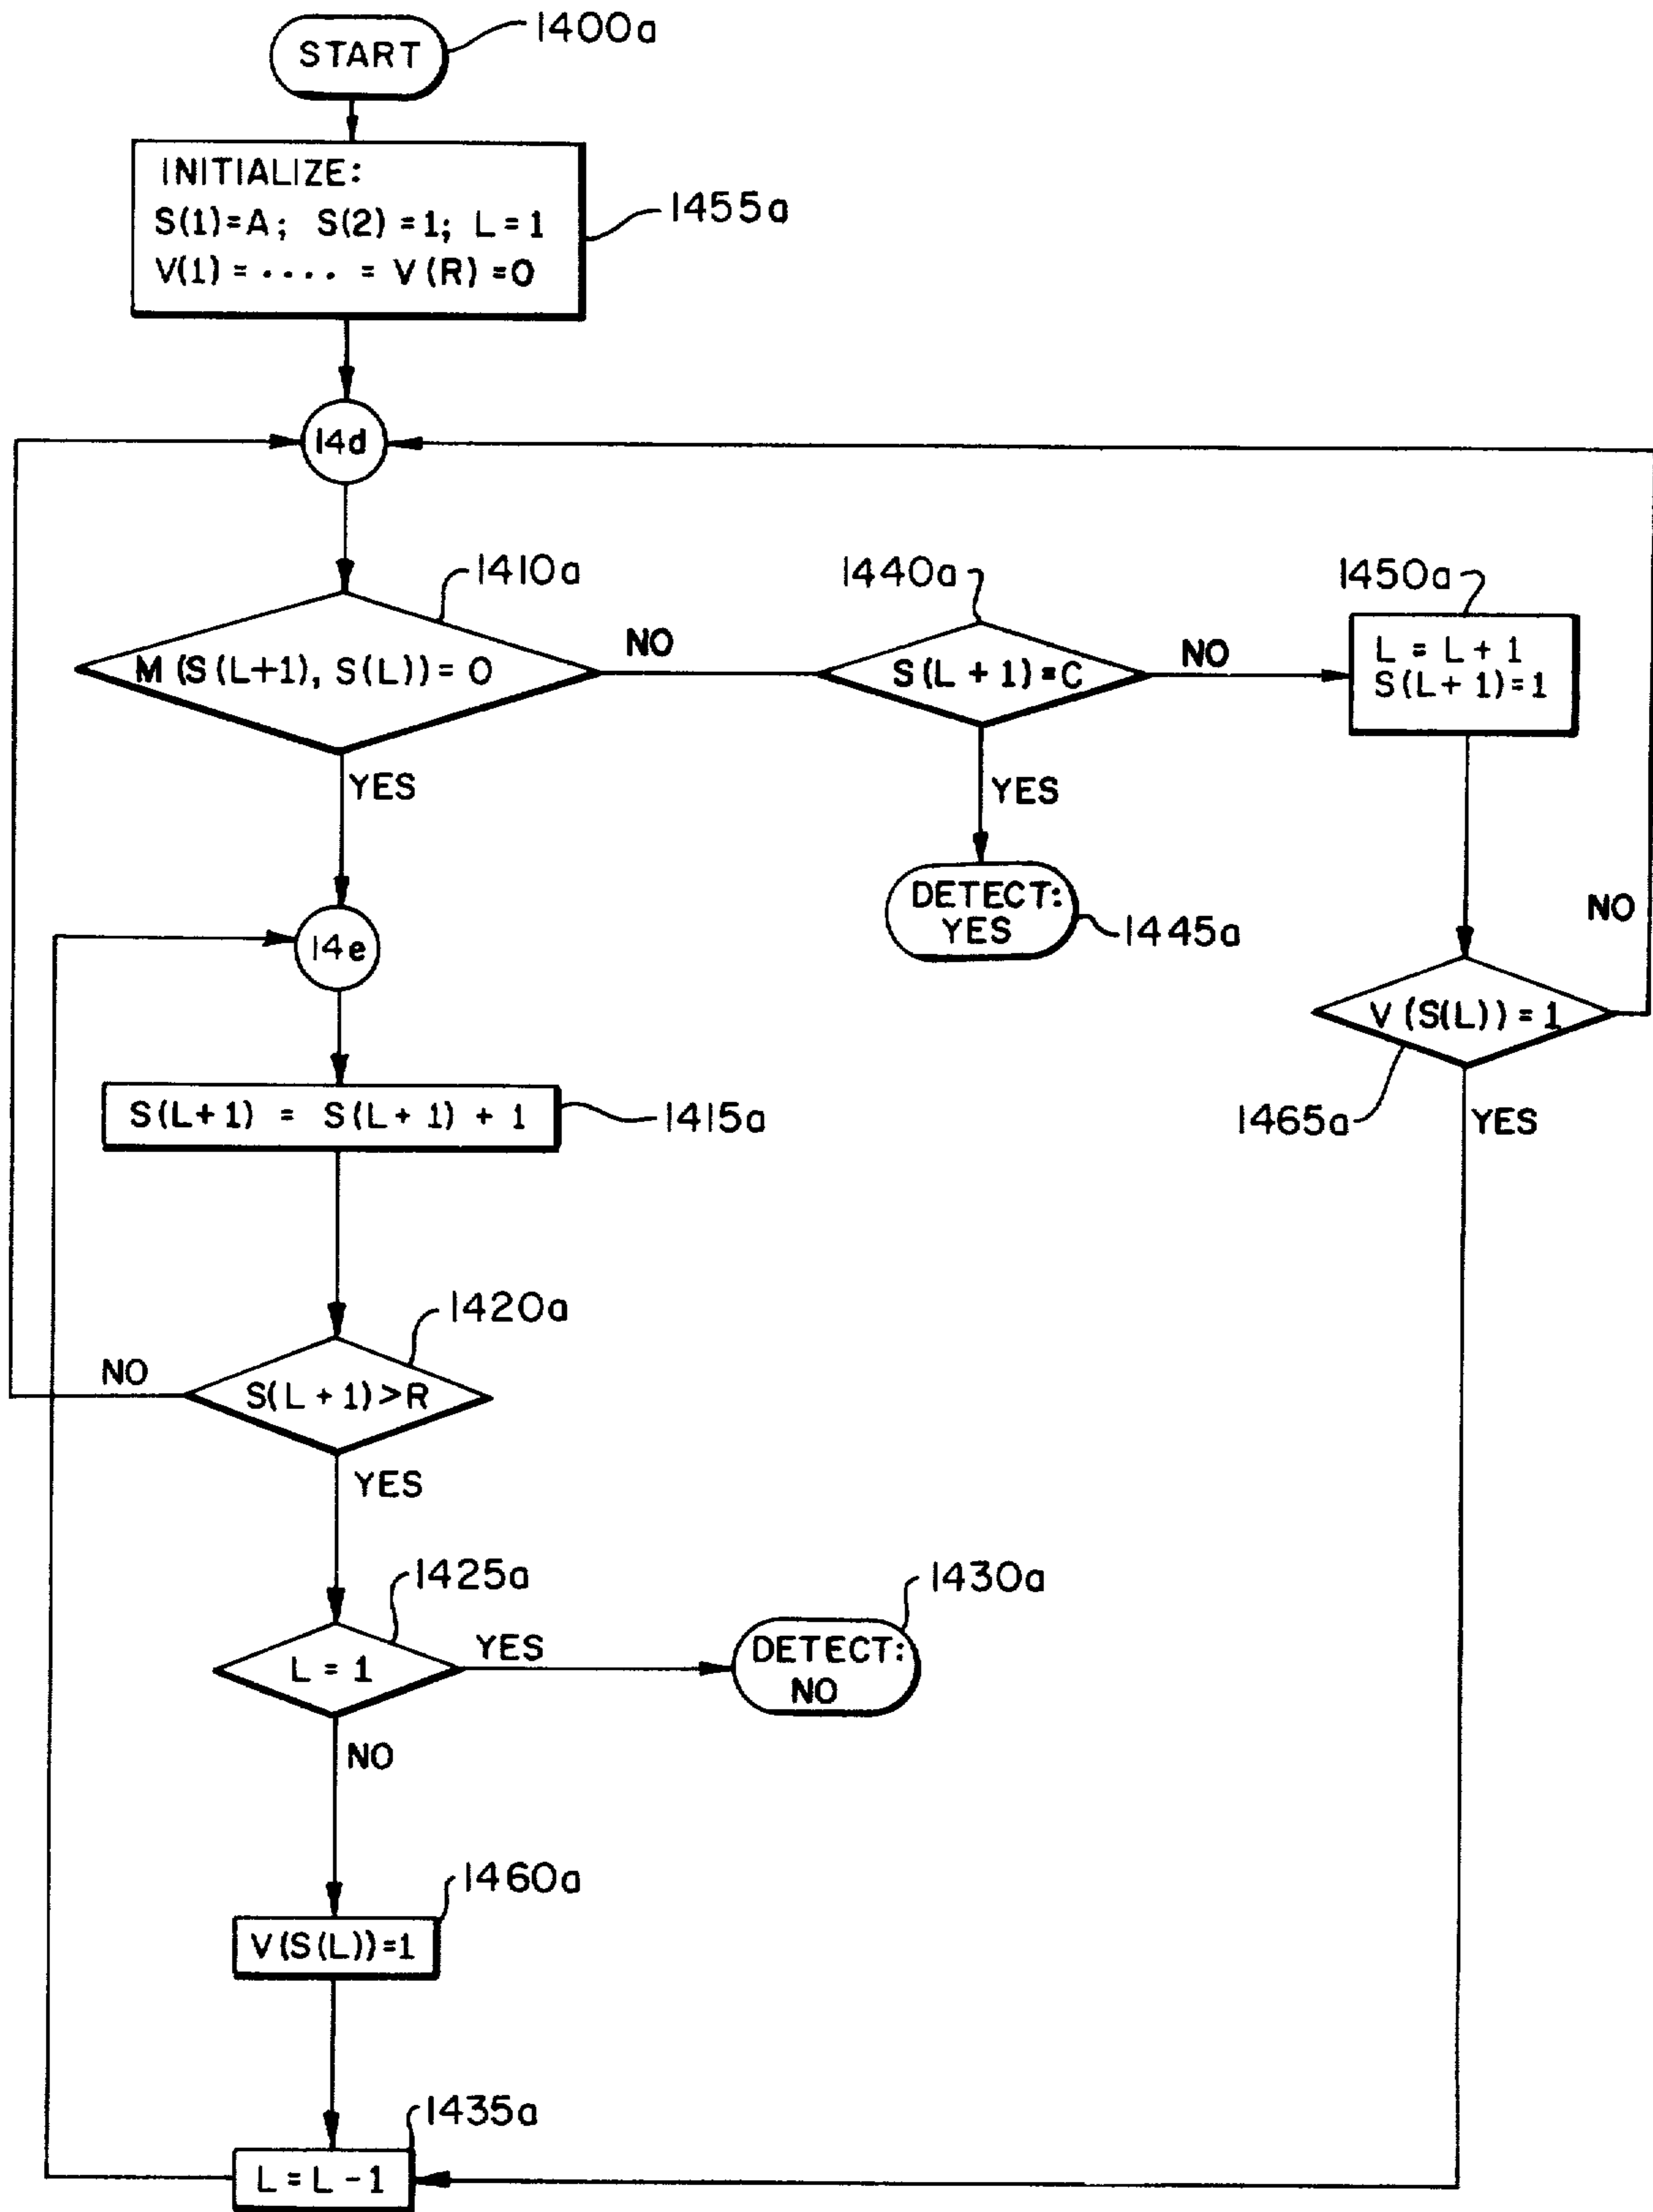 START
1400a
INITIALIZE:
S(1)=A; S(2)=1; L=1
V(1) = .... = V(R)=0
1455a
14d
1410a
M(S(L+1), S(L))=0
NO
YES
1440a
S(L+1)=C
NO
YES
1450a
L=L+1
S(L+1)=1
DETECT:
YES
1445a
NO
14e
V(S(L))=1
1465a
YES
S(L+1) = S(L+1) + 1
1415a
1420a
NO
S(L+1)>R
YES
1425a
L=1
YES
1430a
DETECT:
NO
NO
1460a
V(S(L))=1
1435a
L=L-1